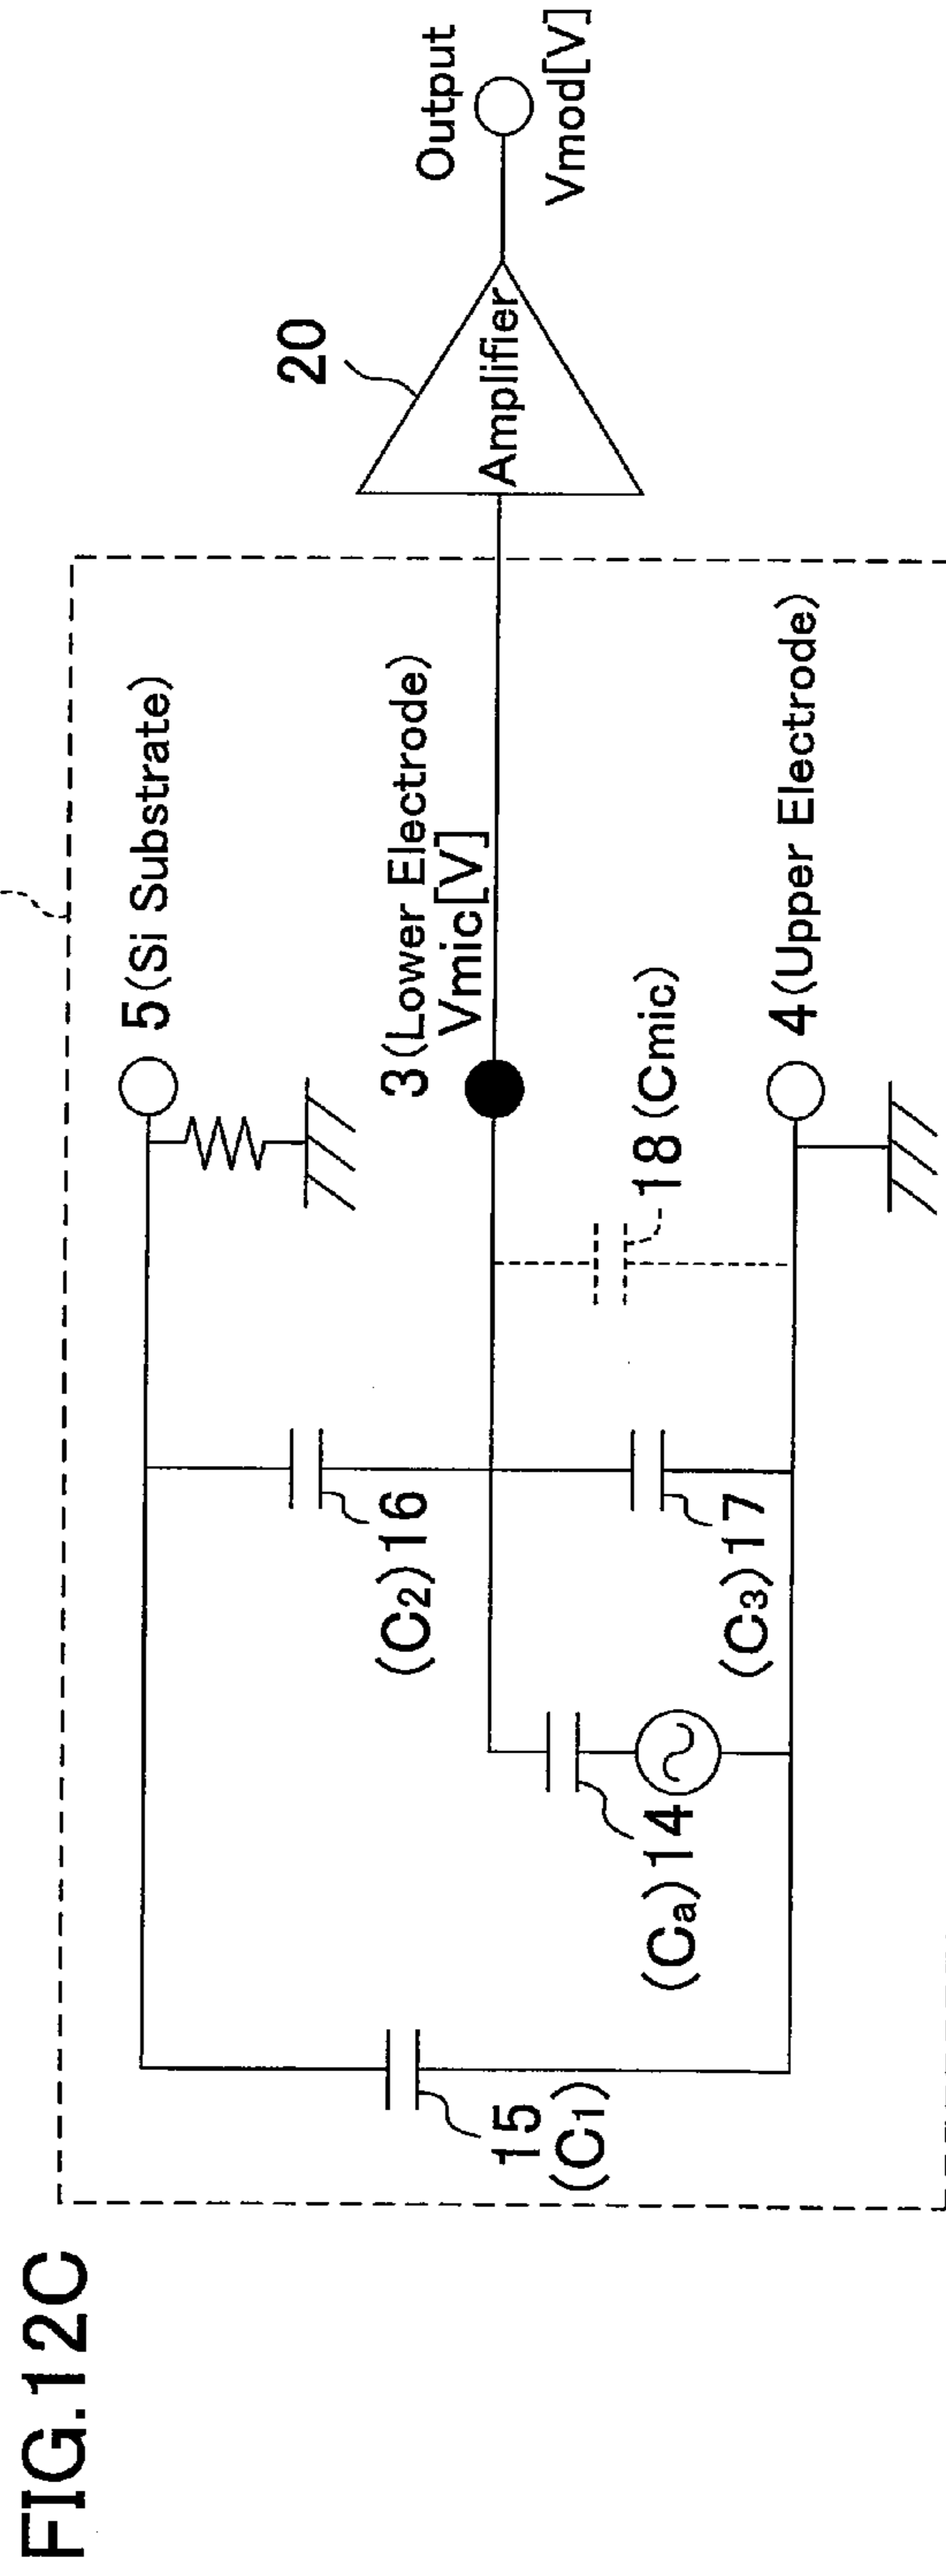 FIG.12C
5(Si Substrate)
3(Lower Electrode)
Vmic[V]
4(Upper Electrode)
18(Cmic)
(C2)16
(C3)17
(Ca)14
15
(C1)
20
Amplifier
Output
Vmod[V]